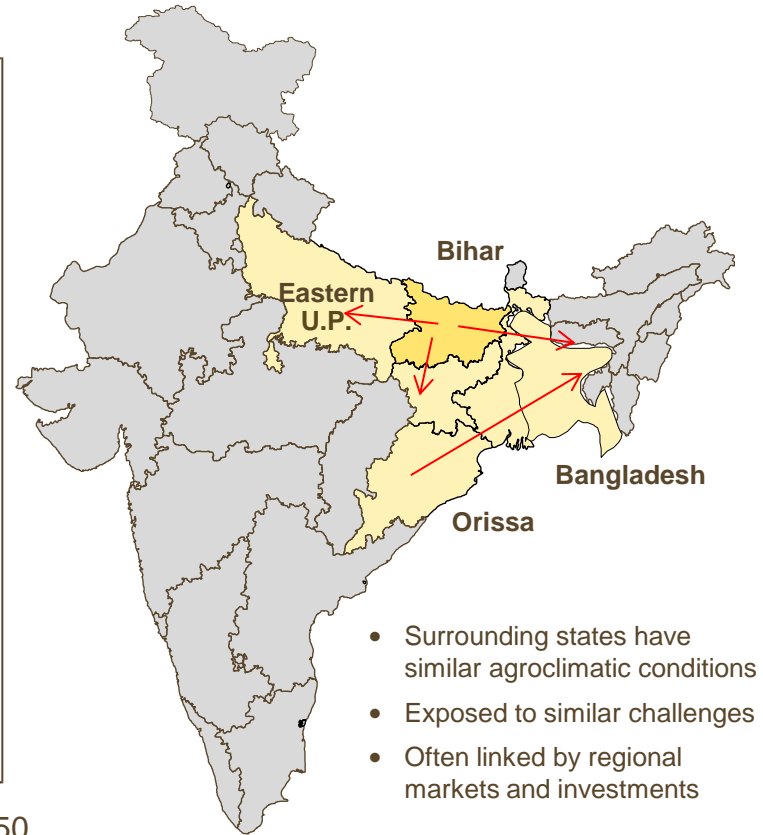 Bihar
Eastern
U.P.
Bangladesh
Orissa
• Surrounding states have
similar agroclimatic conditions
• Exposed to similar challenges
• Often linked by regional
markets and investments
50